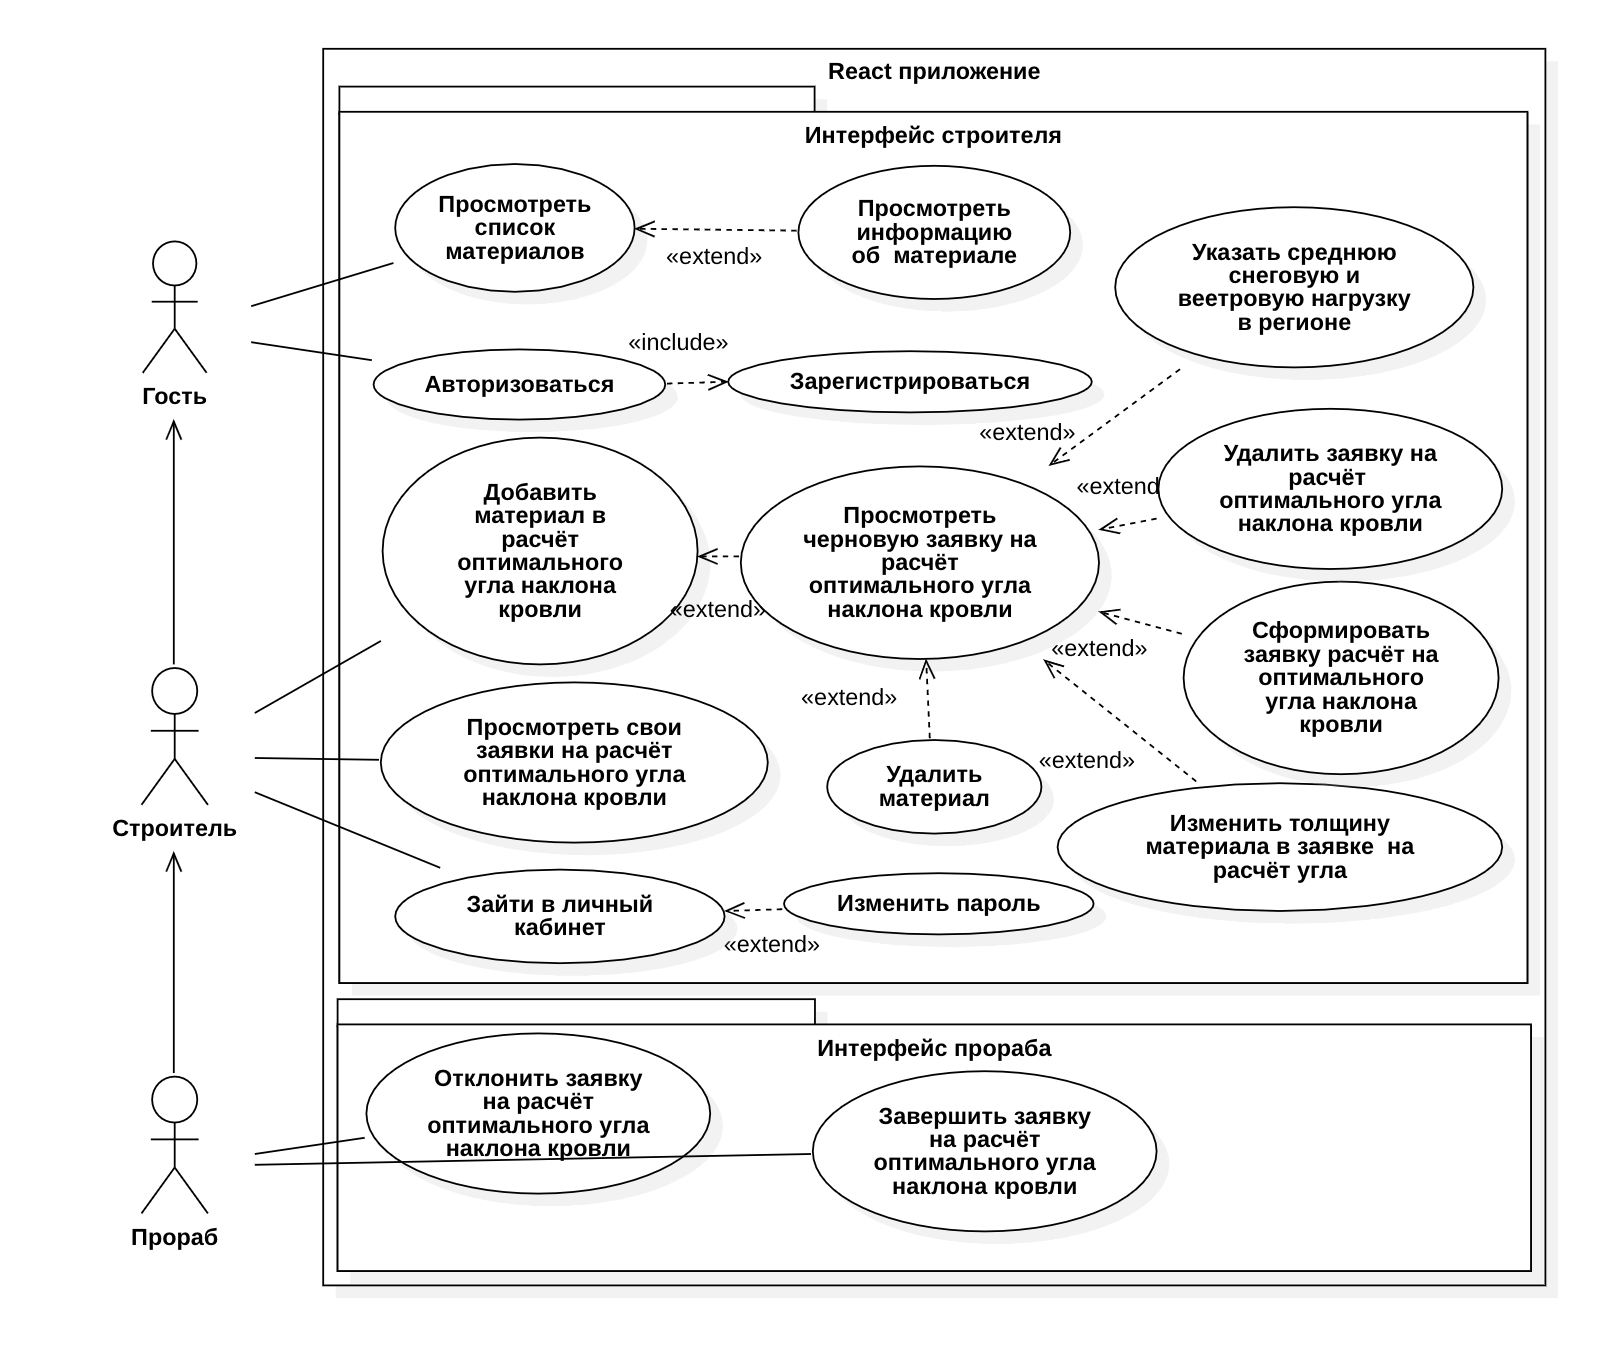 React приложение
Интерфейс строителя
Просмотреть
список
материалов
«extend»
Просмотреть
информацию
об  материале
Указать среднюю
снеговую и
веетровую нагрузку
в регионе
Гость
Авторизоваться
«include»
Зарегистрироваться
«extend»
Добавить
материал в
расчёт
оптимального
угла наклона
кровли
«extend»
Просмотреть
черновую заявку на
расчёт
оптимального угла
наклона кровли
«extend
Удалить заявку на
расчёт
оптимального угла
наклона кровли
«extend»
Сформировать
заявку расчёт на
оптимального
угла наклона
кровли
Строитель
Просмотреть свои
заявки на расчёт
оптимального угла
наклона кровли
«extend»
Удалить
материал
«extend»
Изменить толщину
материала в заявке  на
расчёт угла
Зайти в личный
кабинет
«extend»
Изменить пароль
Интерфейс прораба
Прораб
Отклонить заявку
на расчёт
оптимального угла
наклона кровли
Завершить заявку
на расчёт
оптимального угла
наклона кровли